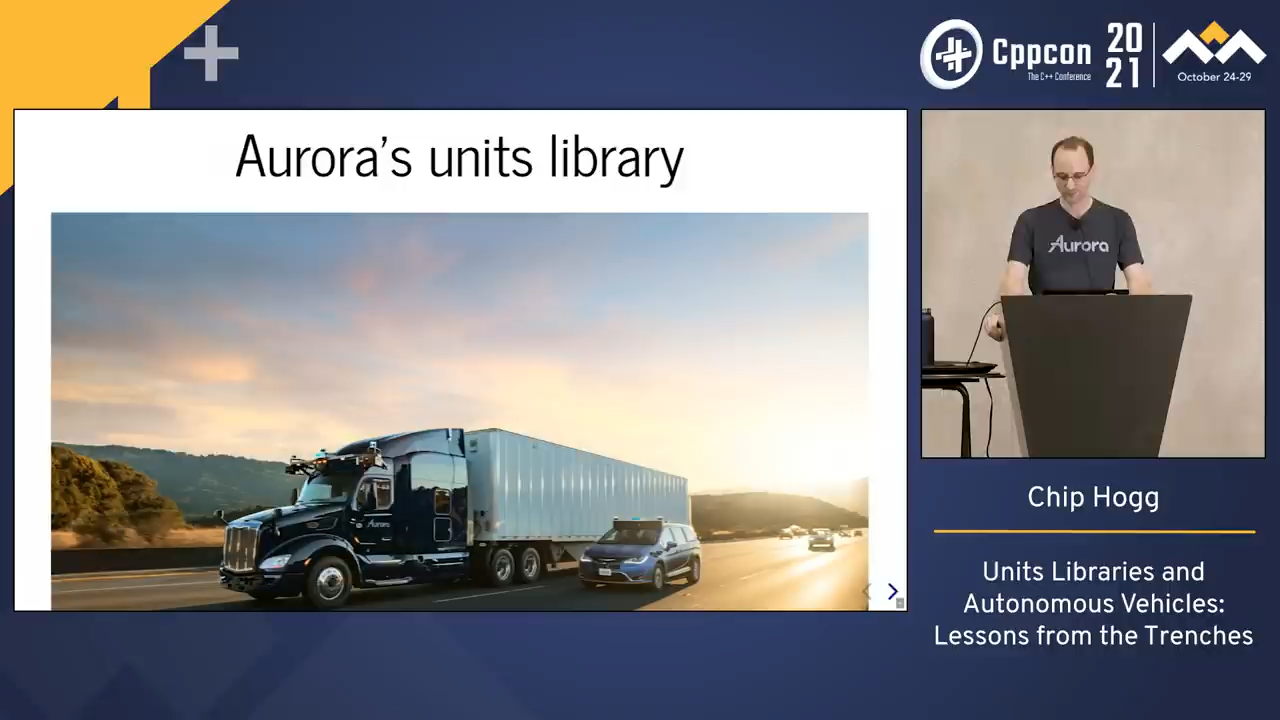 Cppcon
The C++ Conference
20
21
October 24-29
Aurora's units library
Aurora
Aurora
Chip Hogg
Units Libraries and
Autonomous Vehicles:
Lessons from the Trenches